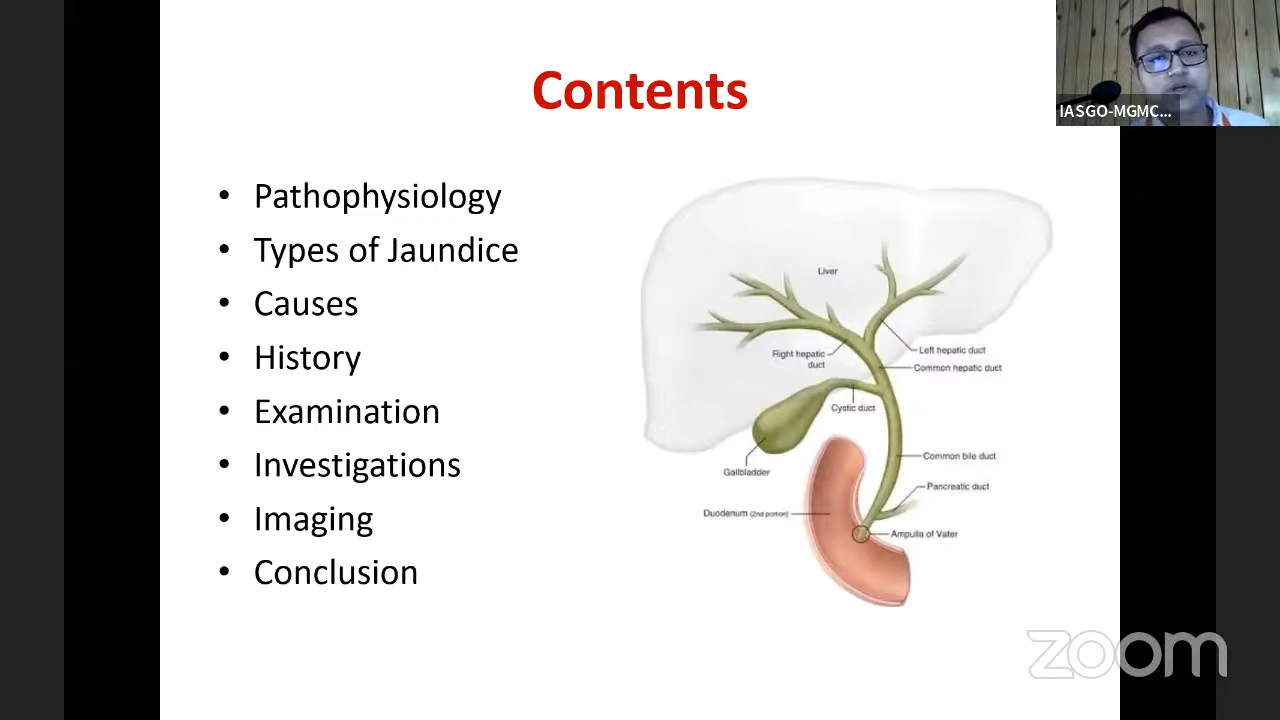 Contents
IASGO-MGMC...
• Pathophysiology
• Types of Jaundice
• Causes
• History
• Examination
• Investigations
• Imaging
• Conclusion
Liver
Right hepatic
duct
Left hepatic duct
Common hepatic duct
Cystic duct
Gallbladder
Common bile duct
Pancreatic duct
Duodenum (2nd portion)
Ampulla of Vater
zoom